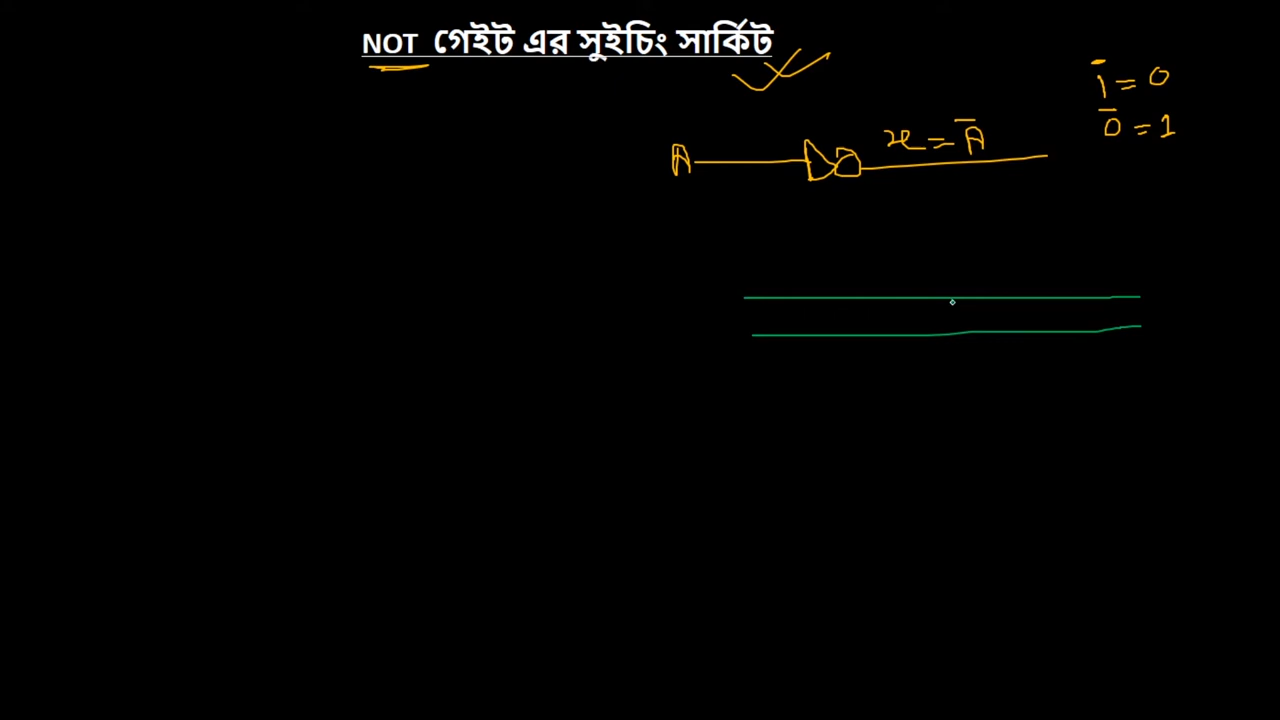 NOT গেইট এর সুইচিং সার্কিট
1̅ = 0
0̅ = 1
A x = A̅